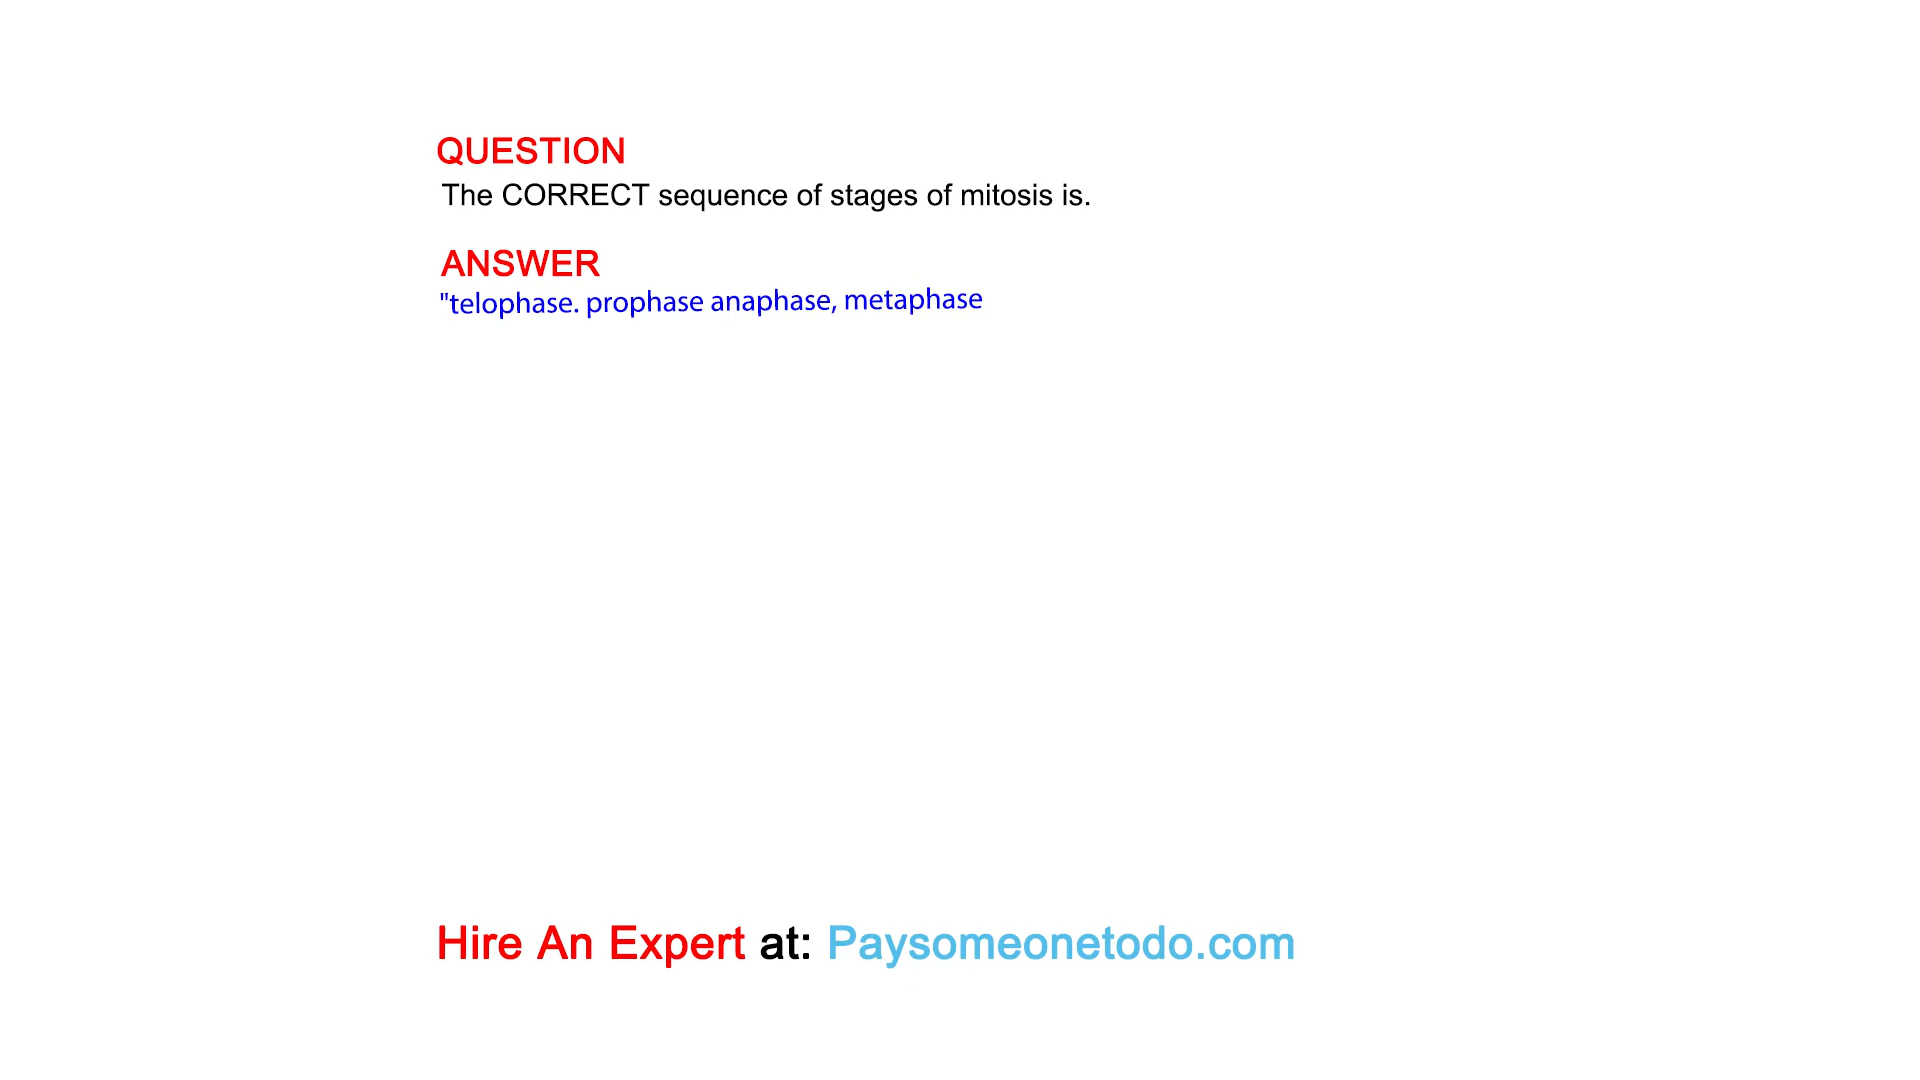 QUESTION
The CORRECT sequence of stages of mitosis is.
ANSWER
"telophase. prophase anaphase, metaphase
Hire An Expert at: Paysomeonetodo.com